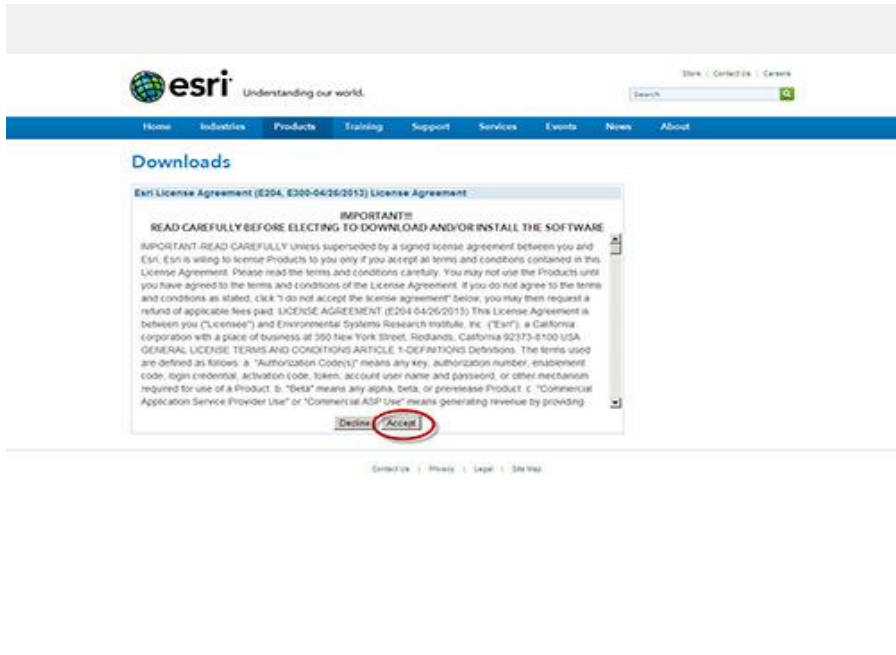 esri Understanding our world.
Store | Contact Us | Careers
Search
Home Industries Products Training Support Services Events News About
Downloads
Esri License Agreement (E204, E300-04/26/2013) License Agreement
IMPORTANT!!!
READ CAREFULLY BEFORE ELECTING TO DOWNLOAD AND/OR INSTALL THE SOFTWARE
IMPORTANT-READ CAREFULLY Unless superseded by a signed license agreement between you and
Esri, Esri is willing to license Products to you only if you accept all terms and conditions contained in this
License Agreement. Please read the terms and conditions carefully. You may not use the Products until
you have agreed to the terms and conditions of the License Agreement. If you do not agree to the terms
and conditions as stated, click "I do not accept the license agreement" below; you may then request a
refund of applicable fees paid. LICENSE AGREEMENT (E204 04/26/2013) This License Agreement is
between you ("Licensee") and Environmental Systems Research Institute, Inc. ("Esri"), a California
corporation with a place of business at 380 New York Street, Redlands, California 92373-8100 USA.
GENERAL LICENSE TERMS AND CONDITIONS ARTICLE 1-DEFINITIONS Definitions. The terms used
are defined as follows: a. "Authorization Code(s)" means any key, authorization number, enablement
code, login credential, activation code, token, account user name and password, or other mechanism
required for use of a Product. b. "Beta" means any alpha, beta, or prerelease Product. c. "Commercial
Application Service Provider Use" or "Commercial ASP Use" means generating revenue by providing
Decline Accept
Contact Us | Privacy | Legal | Site Map